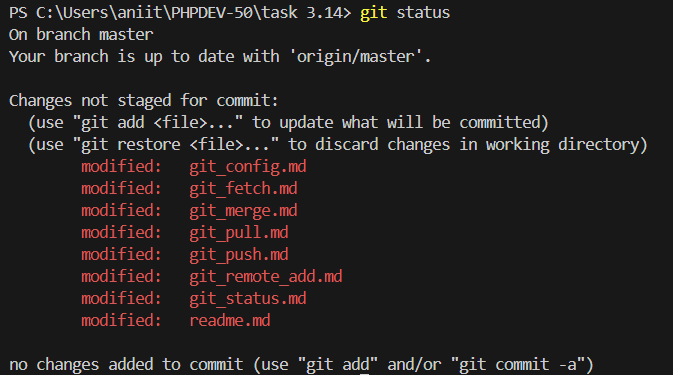 PS C:\Users\aniit\PHPDEV-50\task 3.14> git status
On branch master
Your branch is up to date with 'origin/master'.
Changes not staged for commit:
(use "git add <file>..." to update what will be committed)
(use "git restore <file>..." to discard changes in working directory)
modified: git_config.md
modified: git_fetch.md
modified: git_merge.md
modified: git_pull.md
modified: git_push.md
modified: git_remote_add.md
modified: git_status.md
modified: readme.md
no changes added to commit (use "git add" and/or "git commit -a")